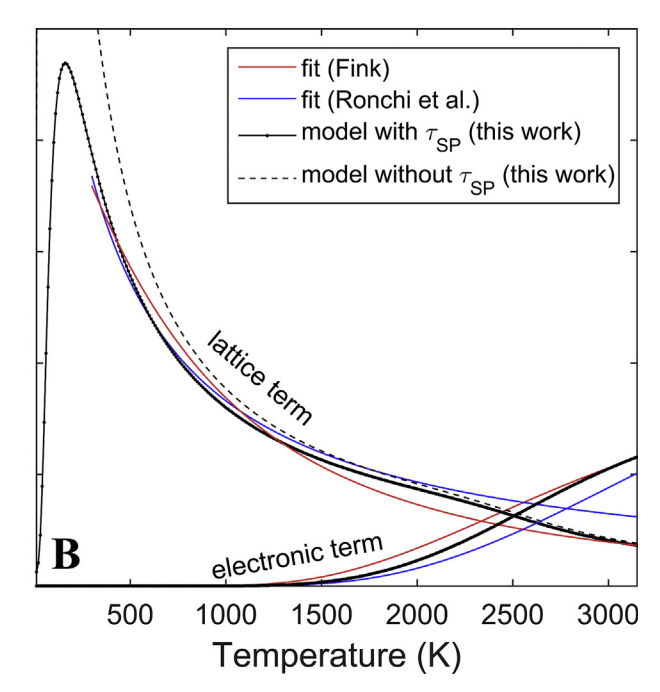 fit (Fink)
fit (Ronchi et al.)
model with τSP (this work)
model without τSP (this work)
lattice term
electronic term
B
500 1000 1500 2000 2500 3000
Temperature (K)